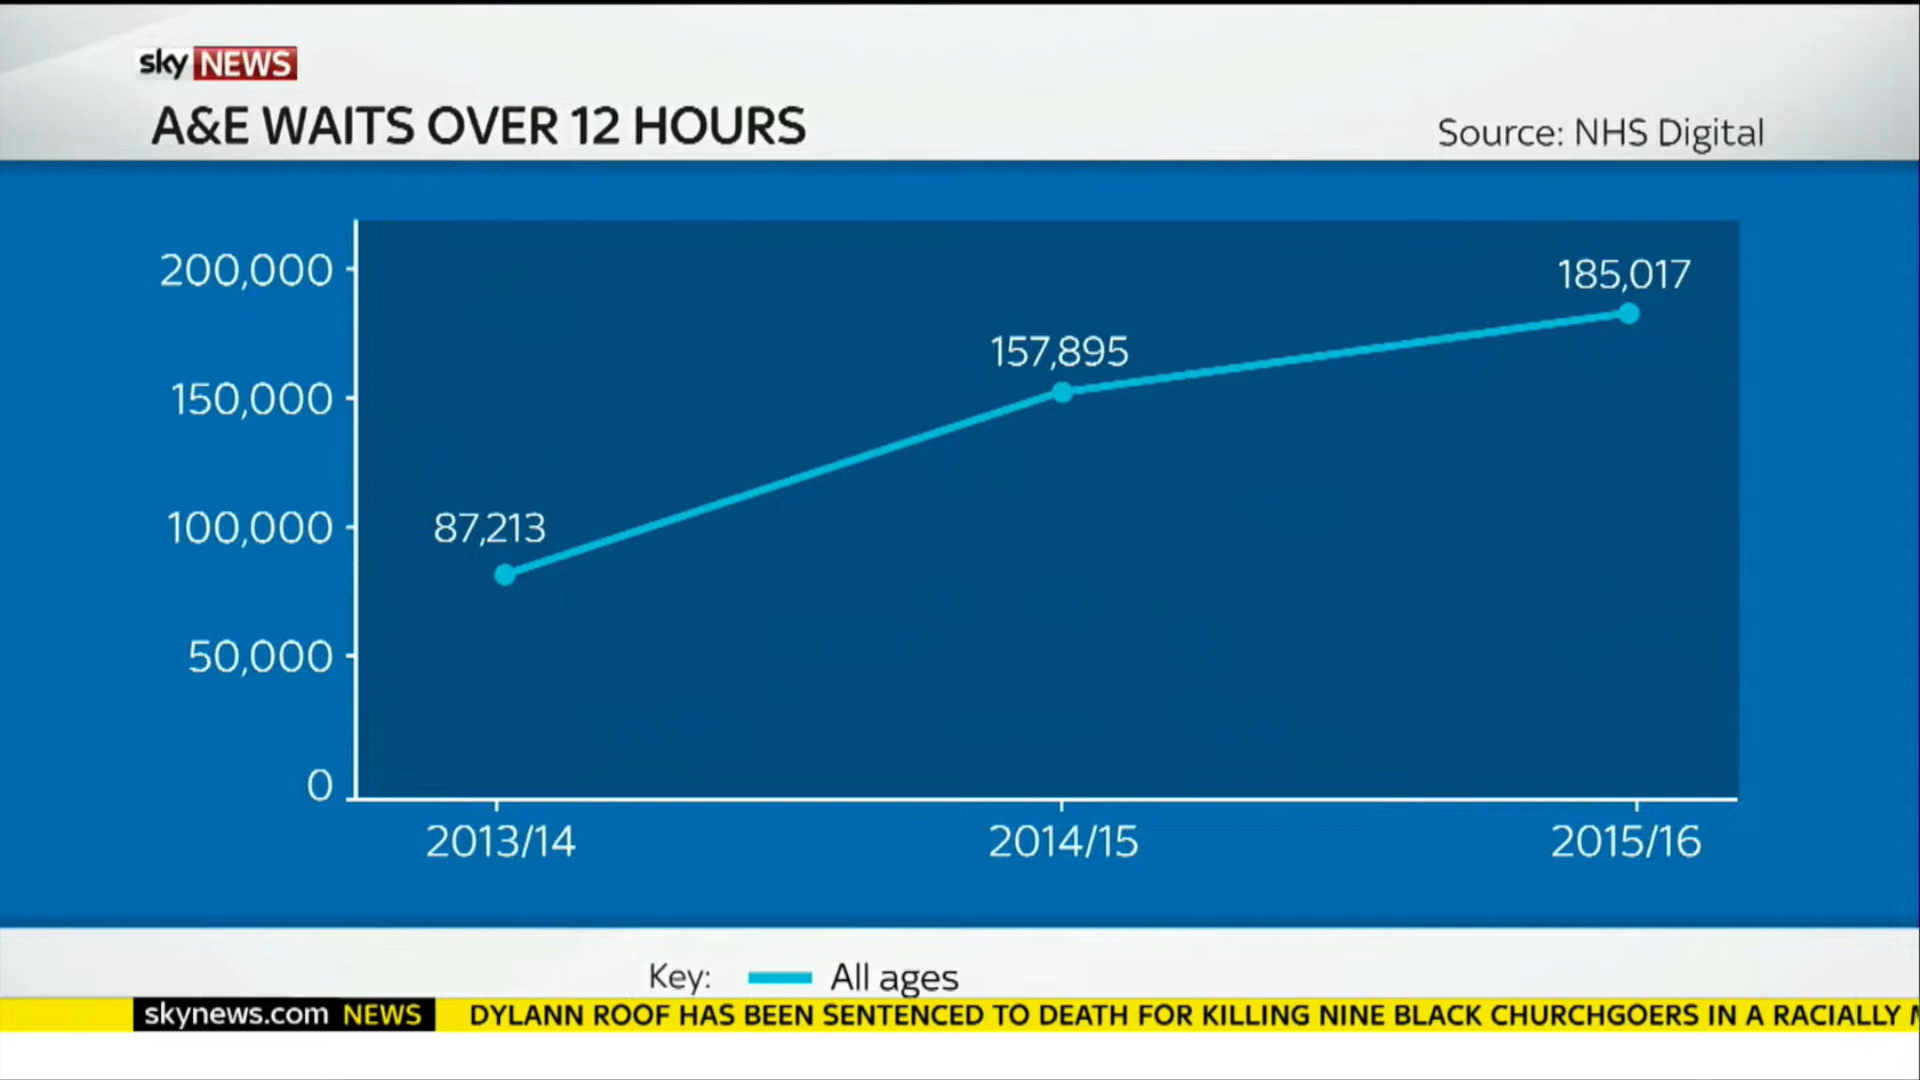 sky NEWS
A&E WAITS OVER 12 HOURS
Source: NHS Digital
200,000
150,000
100,000
50,000
0
87,213
157,895
185,017
2013/14
2014/15
2015/16
Key: All ages
skynews.com NEWS
DYLANN ROOF HAS BEEN SENTENCED TO DEATH FOR KILLING NINE BLACK CHURCHGOERS IN A RACIALLY